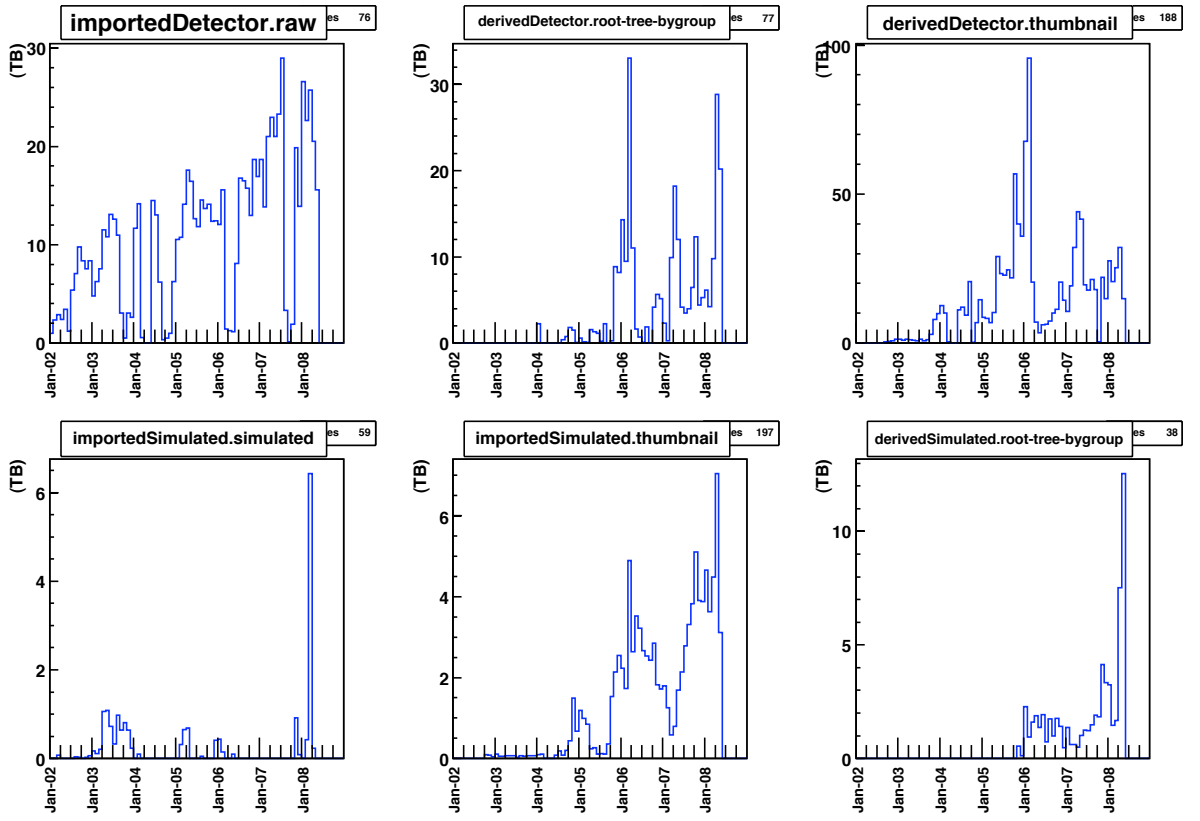 importedDetector.raw
es 76
(TB)
30
20
10
0
Jan-02 Jan-03 Jan-04 Jan-05 Jan-06 Jan-07 Jan-08
derivedDetector.root-tree-bygroup
es 77
(TB)
30
20
10
0
Jan-02 Jan-03 Jan-04 Jan-05 Jan-06 Jan-07 Jan-08
derivedDetector.thumbnail
es 188
(TB)
100
50
0
Jan-02 Jan-03 Jan-04 Jan-05 Jan-06 Jan-07 Jan-08
importedSimulated.simulated
es 59
(TB)
6
4
2
0
Jan-02 Jan-03 Jan-04 Jan-05 Jan-06 Jan-07 Jan-08
importedSimulated.thumbnail
es 197
(TB)
6
4
2
0
Jan-02 Jan-03 Jan-04 Jan-05 Jan-06 Jan-07 Jan-08
derivedSimulated.root-tree-bygroup
es 38
(TB)
10
5
0
Jan-02 Jan-03 Jan-04 Jan-05 Jan-06 Jan-07 Jan-08